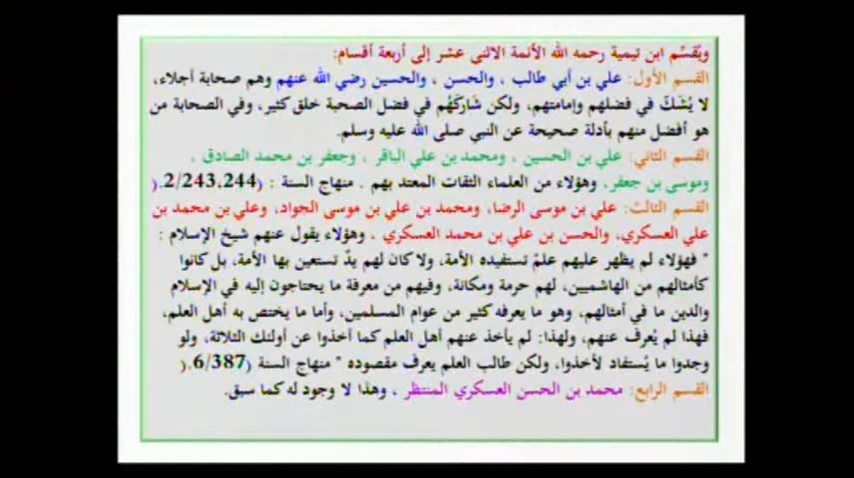 ويُقسِّم ابن تيمية رحمه الله الأئمة الاثنى عشر إلى أربعة أقسام:
القسم الأول: علي بن أبي طالب ، والحسن ، والحسين رضي الله عنهم وهم صحابة أجلاء،
لا يُشَكّ في فضلهم وإمامتهم، ولكن شَارَكَهُم في فضل الصحبة خلق كثير، وفي الصحابة من
هو أفضل منهم بأدلة صحيحة عن النبي صلى الله عليه وسلم.
القسم الثاني: علي بن الحسين ، ومحمد بن علي الباقر ، وجعفر بن محمد الصادق ،
وموسى بن جعفر، وهؤلاء من العلماء الثقات المعتد بهم . منهاج السنة : (2/243،244).
القسم الثالث: علي بن موسى الرضا، ومحمد بن علي بن موسى الجواد، وعلي بن محمد بن
علي العسكري، والحسن بن علي بن محمد العسكري ، وهؤلاء يقول عنهم شيخ الإسلام :
" فهؤلاء لم يظهر عليهم علمٌ تستفيده الأمة، ولا كان لهم يدٌ تستعين بها الأمة، بل كانوا
كأمثالهم من الهاشميين، لهم حرمة ومكانة، وفيهم من معرفة ما يحتاجون إليه في الإسلام
والدين ما في أمثالهم، وهو ما يعرفه كثير من عوام المسلمين، وأما ما يختص به أهل العلم،
فهذا لم يُعرف عنهم، ولهذا: لم يأخذ عنهم أهل العلم كما أخذوا عن أولئك الثلاثة، ولو
وجدوا ما يُستفاد لأخذوا، ولكن طالب العلم يعرف مقصوده " منهاج السنة (6/387).
القسم الرابع: محمد بن الحسن العسكري المنتظر ، وهذا لا وجود له كما سبق.